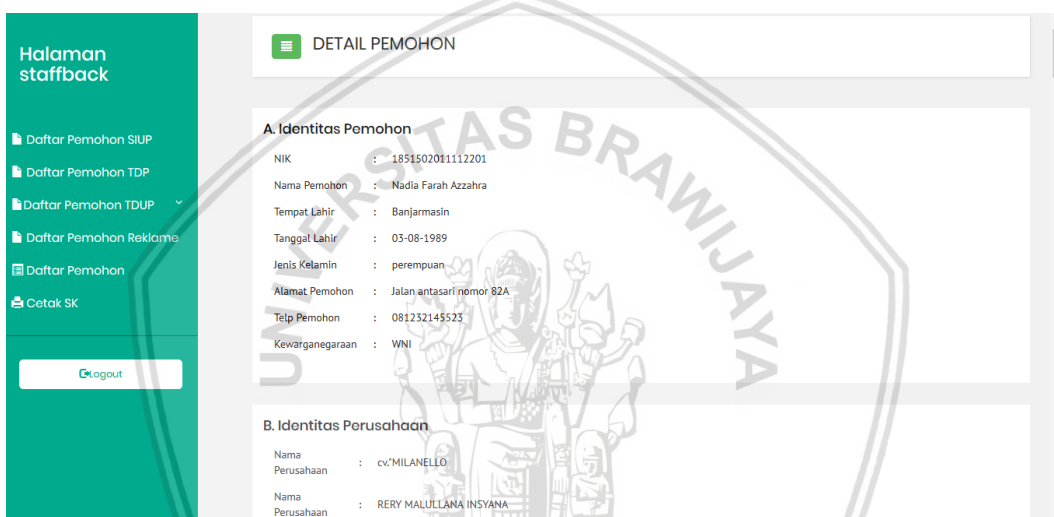 Halaman
staffback
Daftar Pemohon SIUP
Daftar Pemohon TDP
Daftar Pemohon TDUP
Daftar Pemohon Reklame
Daftar Pemohon
Cetak SK
Logout
DETAIL PEMOHON
A. Identitas Pemohon
NIK : 1851502011112201
Nama Pemohon : Nadia Farah Azzahra
Tempat Lahir : Banjarmasin
Tanggal Lahir : 03-08-1989
Jenis Kelamin : perempuan
Alamat Pemohon : Jalan antasari nomor 82A
Telp Pemohon : 081232145523
Kewarganegaraan : WNI
B. Identitas Perusahaan
Nama
Perusahaan : cv."MILANELLO
Nama
Perusahaan : RERY MALULLANA INSYANA
UNIVERSITAS BRAWIJAYA